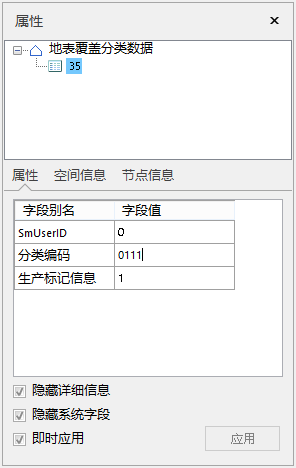 属性
地表覆盖分类数据
35
属性 空间信息 节点信息
字段别名 字段值
SmUserID 0
分类编码 0111
生产标记信息 1
隐藏详细信息
隐藏系统字段
即时应用 应用